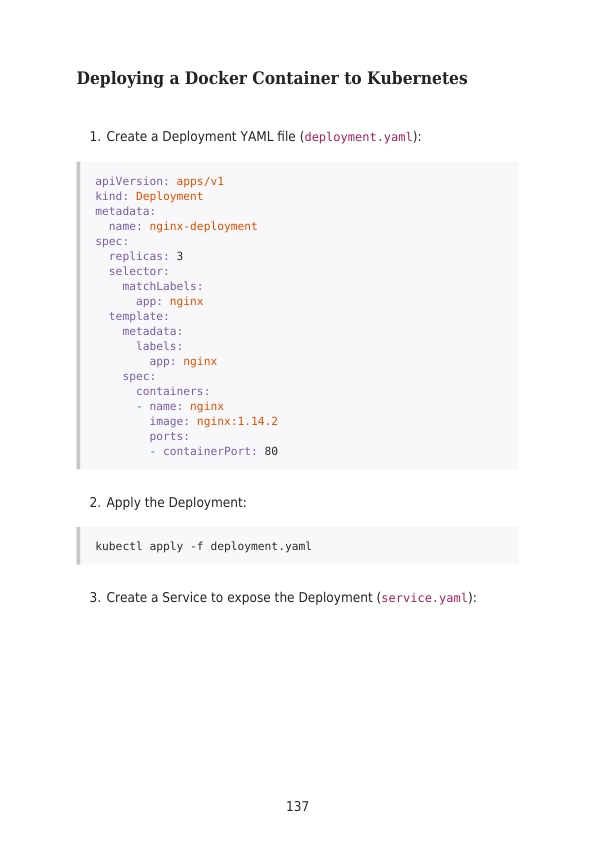 Deploying a Docker Container to Kubernetes
1. Create a Deployment YAML file (deployment.yaml):
apiVersion: apps/v1
kind: Deployment
metadata:
  name: nginx-deployment
spec:
  replicas: 3
  selector:
    matchLabels:
      app: nginx
  template:
    metadata:
      labels:
        app: nginx
    spec:
      containers:
      - name: nginx
        image: nginx:1.14.2
        ports:
        - containerPort: 80
2. Apply the Deployment:
kubectl apply -f deployment.yaml
3. Create a Service to expose the Deployment (service.yaml):
137